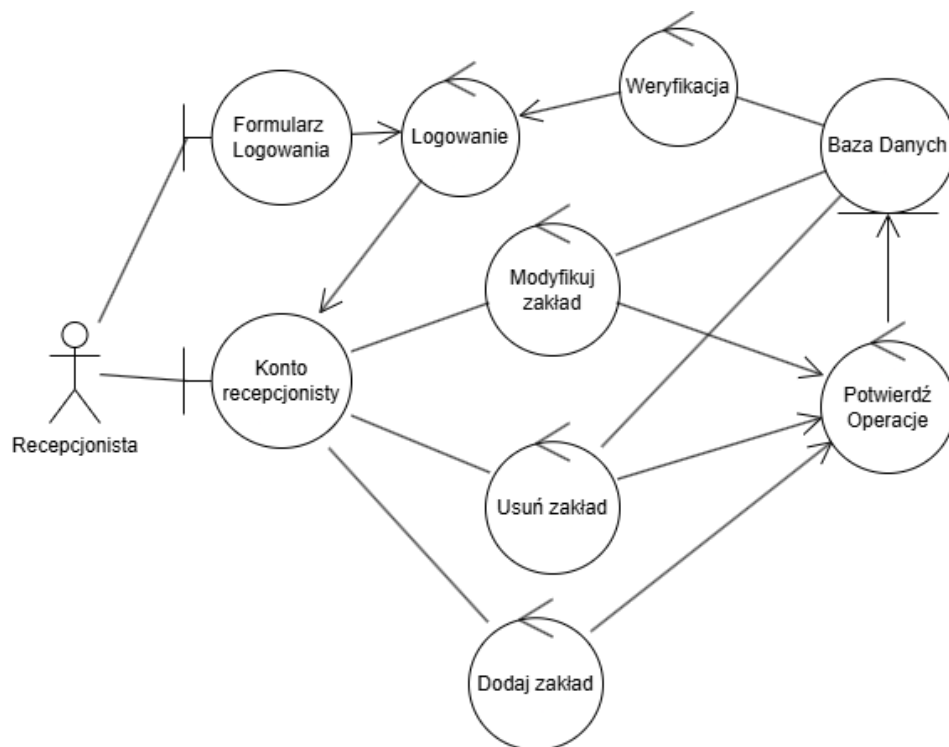 Weryfikacja
Formularz
Logowania
Logowanie
Baza Danych
Modyfikuj
zakład
Konto
recepcjonisty
Potwierdź
Operacje
Recepcjonista
Usuń zakład
Dodaj zakład